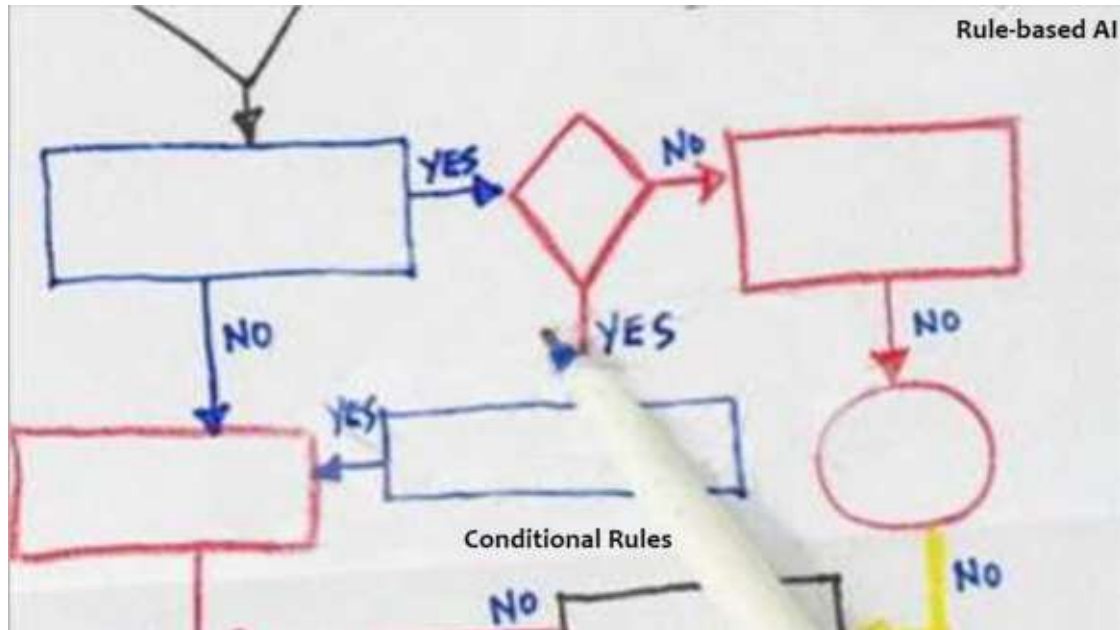 Rule-based AI
YES
NO
YES
NO
NO
YES
Conditional Rules
NO
NO